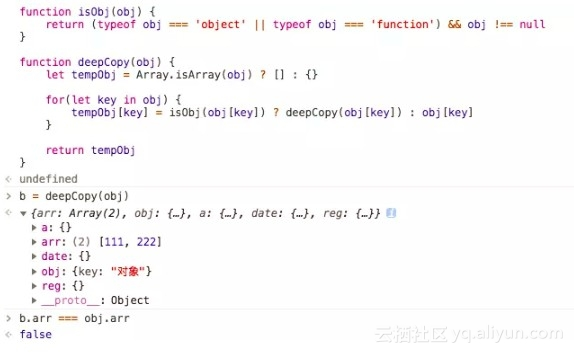 function isObj(obj) {
    return (typeof obj === 'object' || typeof obj === 'function') && obj !== null
}
function deepCopy(obj) {
    let tempObj = Array.isArray(obj) ? [] : {}
    for(let key in obj) {
        tempObj[key] = isObj(obj[key]) ? deepCopy(obj[key]) : obj[key]
    }
    return tempObj
}
undefined
b = deepCopy(obj)
{arr: Array(2), obj: {…}, a: {…}, date: {…}, reg: {…}}
a: {}
arr: (2) [111, 222]
date: {}
obj: {key: "对象"}
reg: {}
__proto__: Object
b.arr === obj.arr
false
云栖社区 yq.aliyun.com